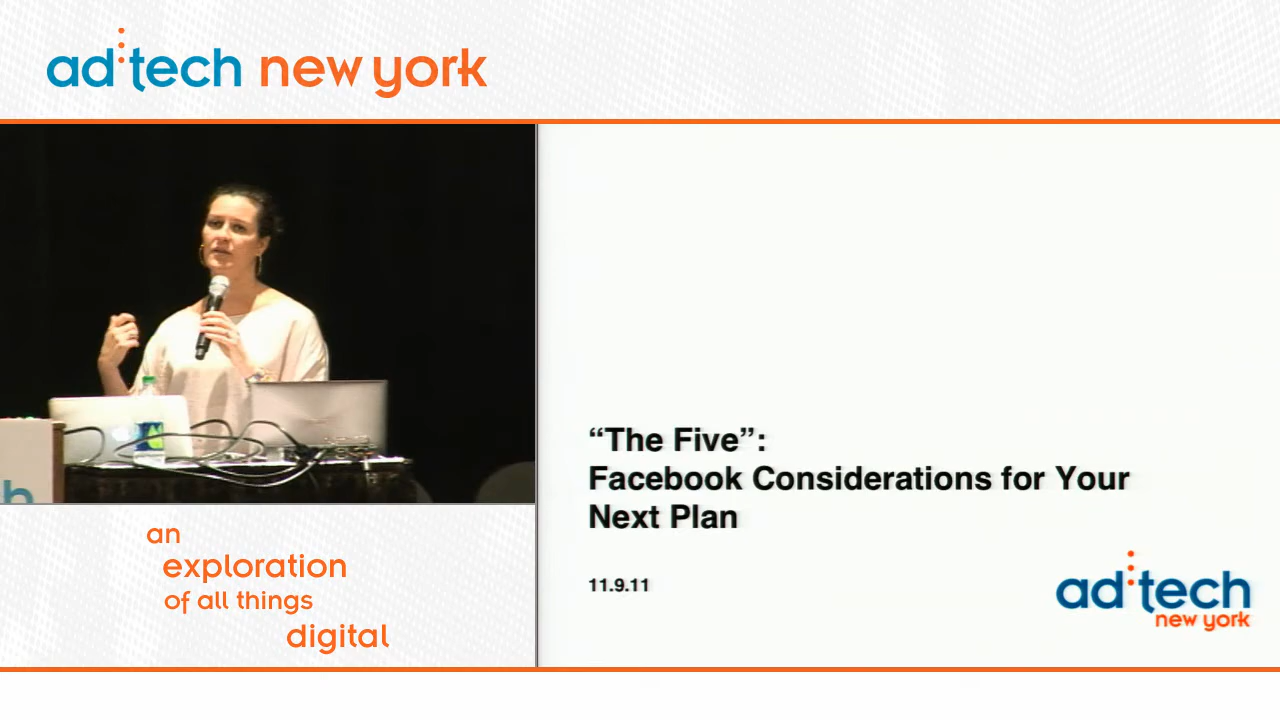 ad:tech new york
“The Five”:
Facebook Considerations for Your
Next Plan
11.9.11
ad:tech
new york
ch
an
exploration
of all things
digital